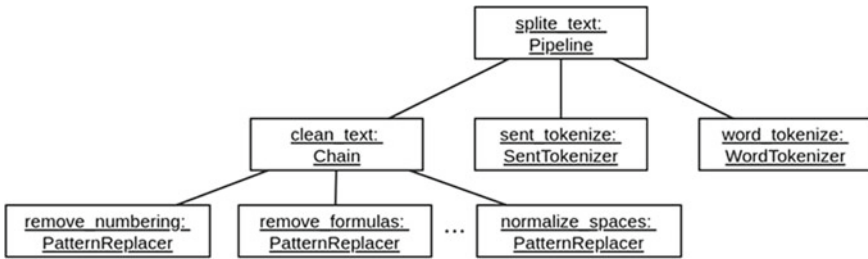 splite_text:
Pipeline
clean_text:
Chain
sent_tokenize:
SentTokenizer
word_tokenize:
WordTokenizer
remove_numbering:
PatternReplacer
remove_formulas:
PatternReplacer
...
normalize_spaces:
PatternReplacer